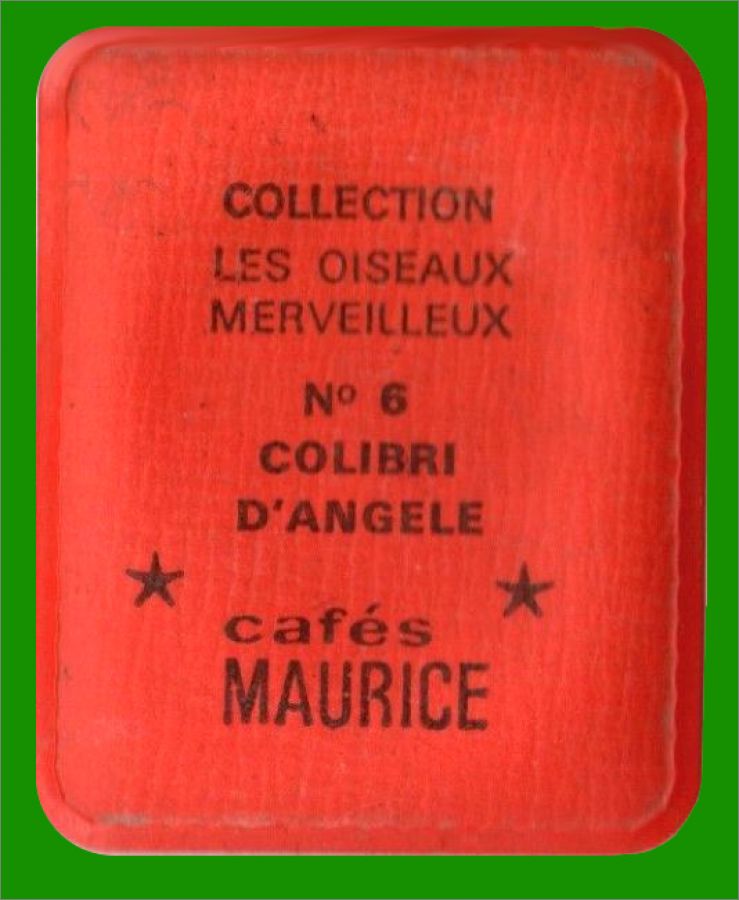 COLLECTION
LES OISEAUX
MERVEILLEUX
Nº 6
COLIBRI
D'ANGELE
cafés
MAURICE